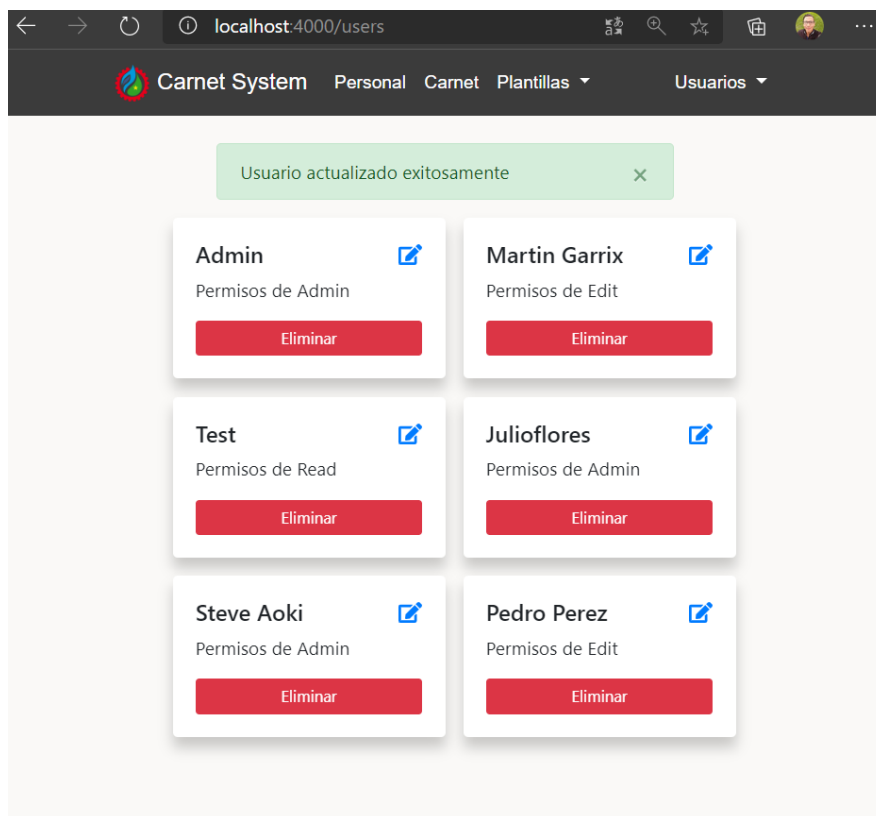 localhost:4000/users
Carnet System Personal Carnet Plantillas Usuarios
Usuario actualizado exitosamente ×
Admin
Permisos de Admin
Eliminar
Martin Garrix
Permisos de Edit
Eliminar
Test
Permisos de Read
Eliminar
Julioflores
Permisos de Admin
Eliminar
Steve Aoki
Permisos de Admin
Eliminar
Pedro Perez
Permisos de Edit
Eliminar